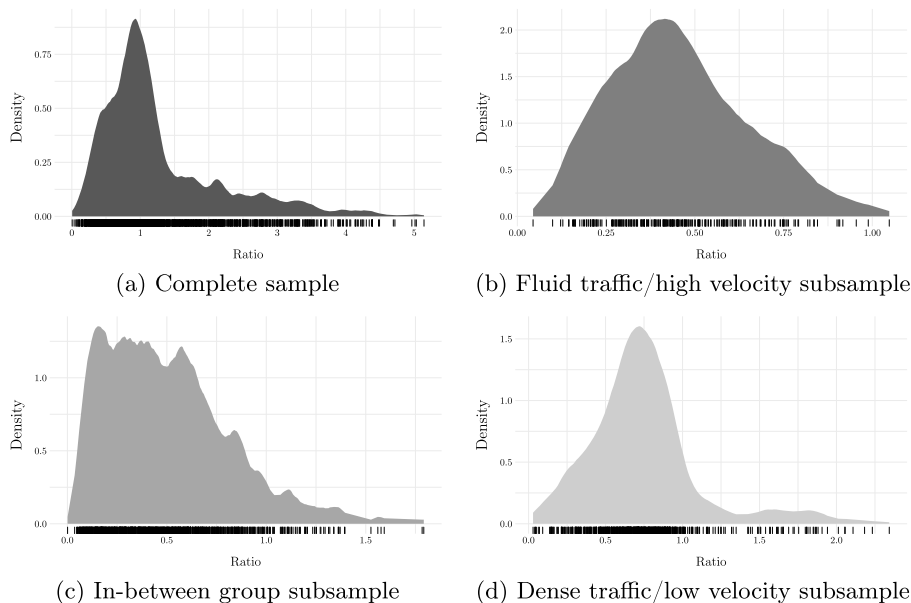 Density
0.75
0.50
0.25
0.00
0 1 2 3 4 5
Ratio
(a) Complete sample
Density
2.0
1.5
1.0
0.5
0.0
0.00 0.25 0.50 0.75 1.00
Ratio
(b) Fluid traffic/high velocity subsample
Density
1.0
0.5
0.0
0.0 0.5 1.0 1.5
Ratio
(c) In-between group subsample
Density
1.5
1.0
0.5
0.0
0.0 0.5 1.0 1.5 2.0
Ratio
(d) Dense traffic/low velocity subsample